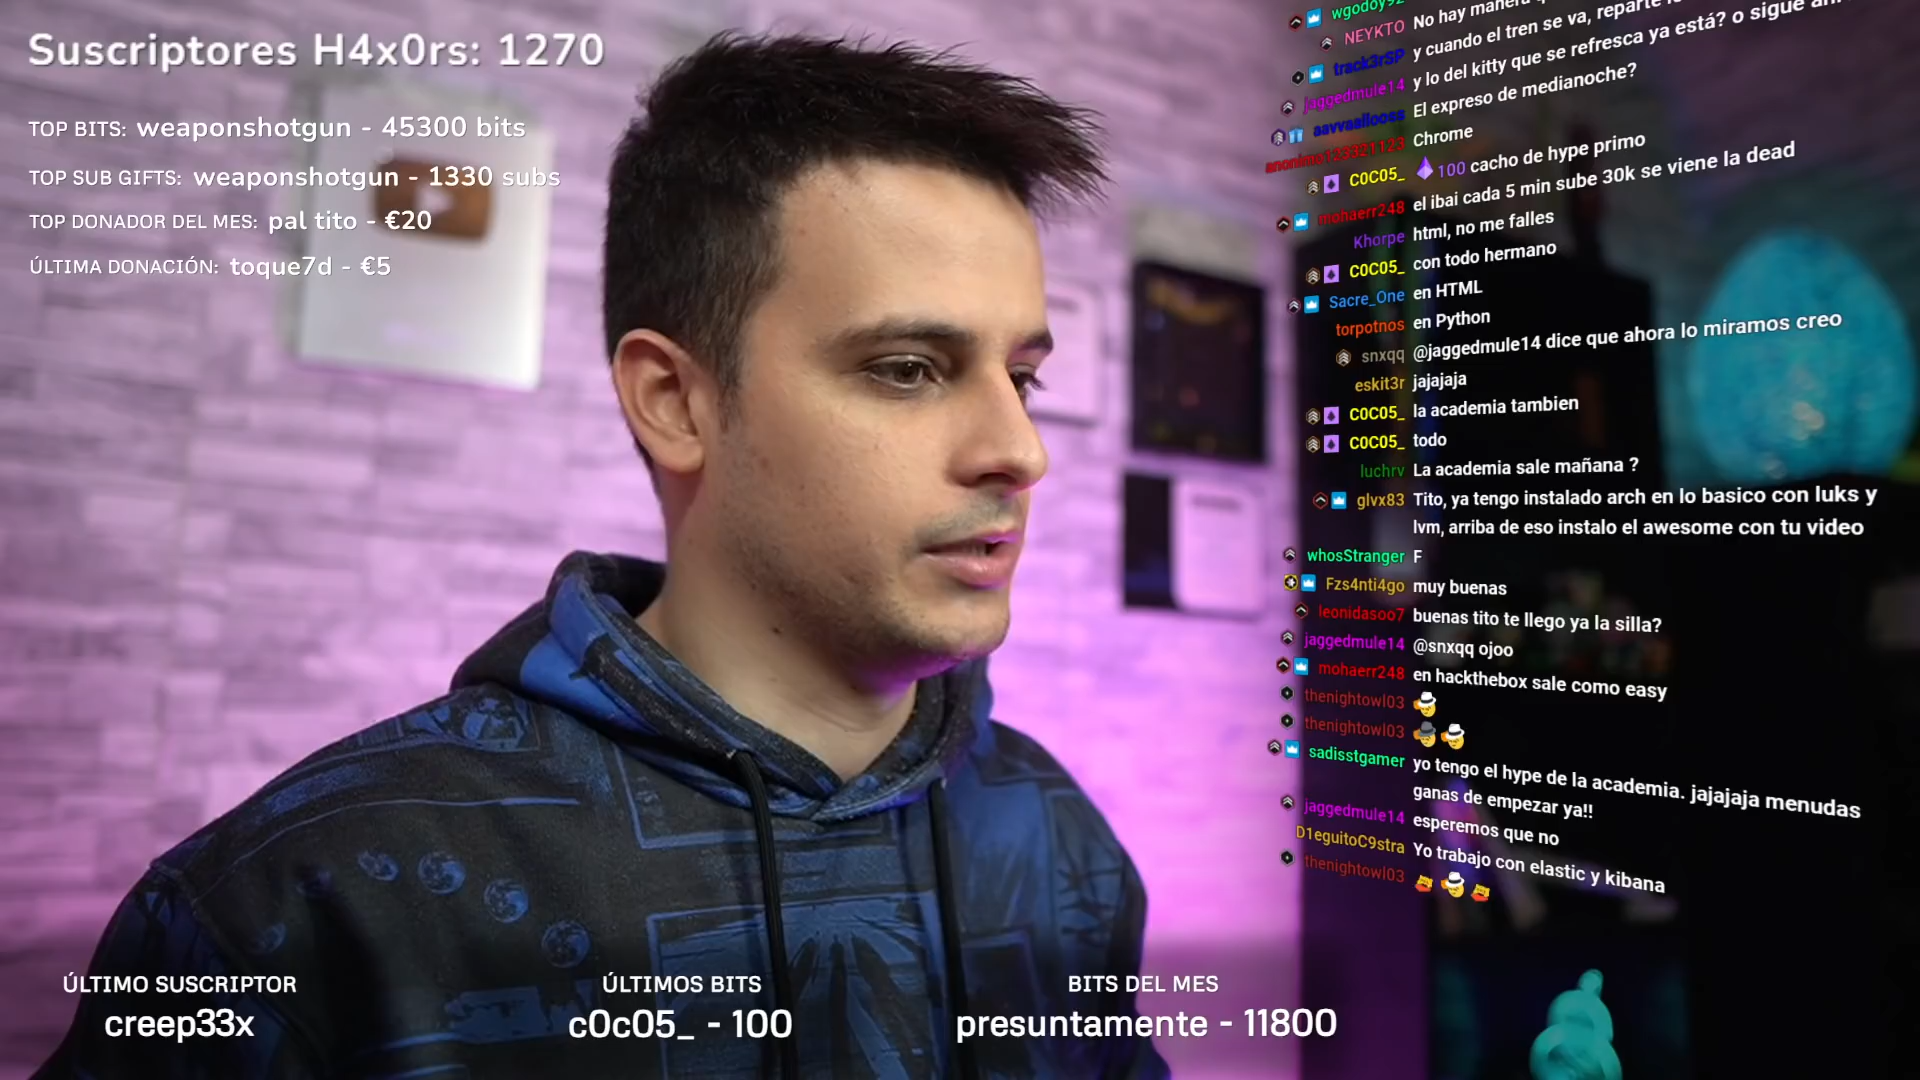 Suscriptores H4x0rs: 1270
TOP BITS: weaponshotgun - 45300 bits
TOP SUB GIFTS: weaponshotgun - 1330 subs
TOP DONADOR DEL MES: pal tito - €20
ÚLTIMA DONACIÓN: toque7d - €5
wgodoy92 No hay manera
NEYKTO y cuando el tren se va, reparte
track3rSP y lo del kitty que se refresca ya está? o sigue
jaggedmule14 El expreso de medianoche?
aavvaallooss Chrome
anonimo123321123
C0C05_ 100 cacho de hype primo
mohaerr248 el ibai cada 5 min sube 30k se viene la dead
Khorpe html, no me falles
C0C05_ con todo hermano
Sacre_One en HTML
torpotnos en Python
snxqq @jaggedmule14 dice que ahora lo miramos creo
eskit3r jajajaja
C0C05_ la academia tambien
C0C05_ todo
luchrv La academia sale mañana ?
glvx83 Tito, ya tengo instalado arch en lo basico con luks y
lvm, arriba de eso instalo el awesome con tu video
whosStranger F
Fzs4nti4go muy buenas
leonidasoo7 buenas tito te llego ya la silla?
jaggedmule14 @snxqq ojoo
mohaerr248 en hackthebox sale como easy
thenightowl03
thenightowl03
sadisstgamer yo tengo el hype de la academia. jajajaja menudas
ganas de empezar ya!!
jaggedmule14 esperemos que no
D1eguitoC9stra Yo trabajo con elastic y kibana
thenightowl03
ÚLTIMO SUSCRIPTOR
creep33x
ÚLTIMOS BITS
c0c05_ - 100
BITS DEL MES
presuntamente - 11800